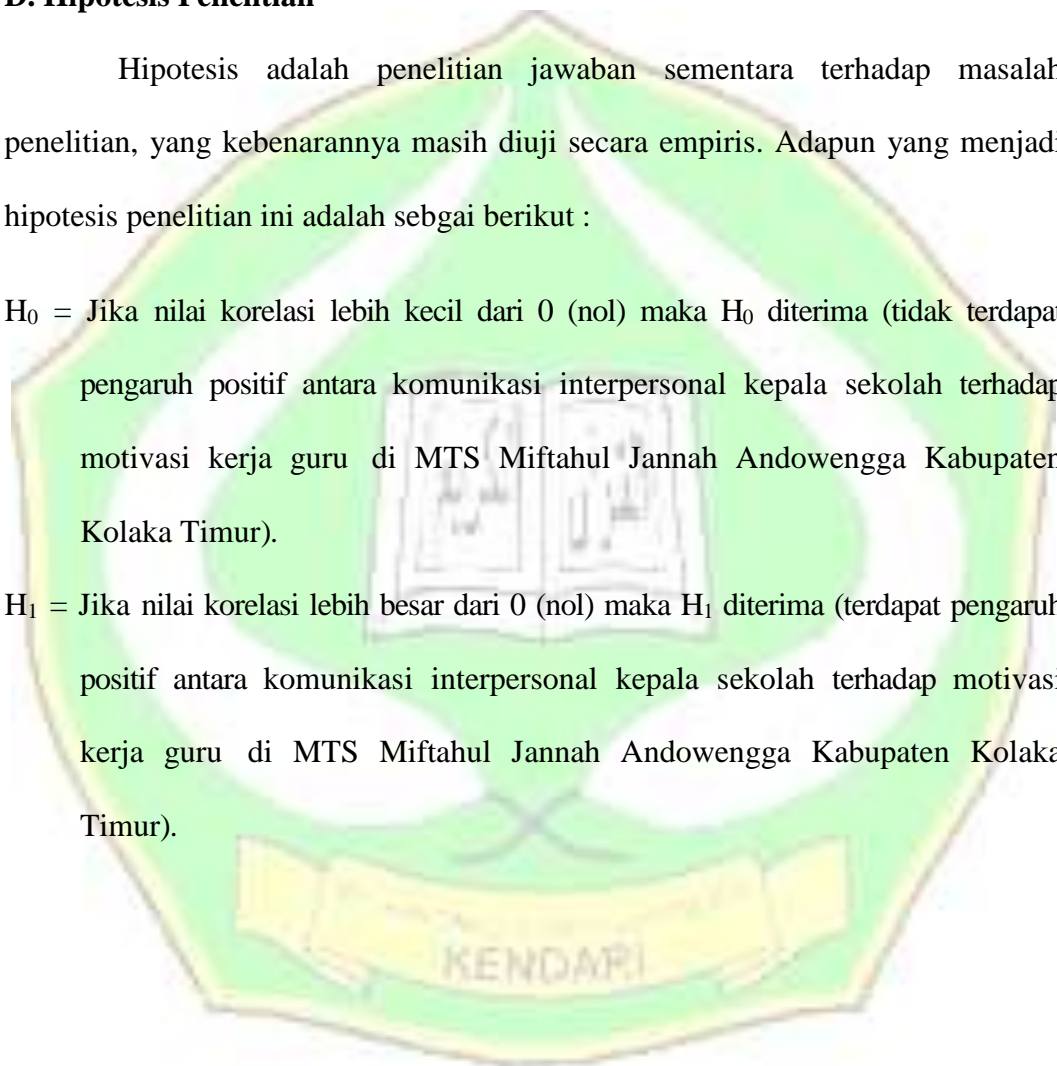 D. Hipotesis Penelitian
Hipotesis adalah penelitian jawaban sementara terhadap masalah
penelitian, yang kebenarannya masih diuji secara empiris. Adapun yang menjadi
hipotesis penelitian ini adalah sebgai berikut :
H₀ = Jika nilai korelasi lebih kecil dari 0 (nol) maka H₀ diterima (tidak terdapat
pengaruh positif antara komunikasi interpersonal kepala sekolah terhadap
motivasi kerja guru di MTS Miftahul Jannah Andowengga Kabupaten
Kolaka Timur).
H₁ = Jika nilai korelasi lebih besar dari 0 (nol) maka H₁ diterima (terdapat pengaruh
positif antara komunikasi interpersonal kepala sekolah terhadap motivasi
kerja guru di MTS Miftahul Jannah Andowengga Kabupaten Kolaka
Timur).
KENDARI